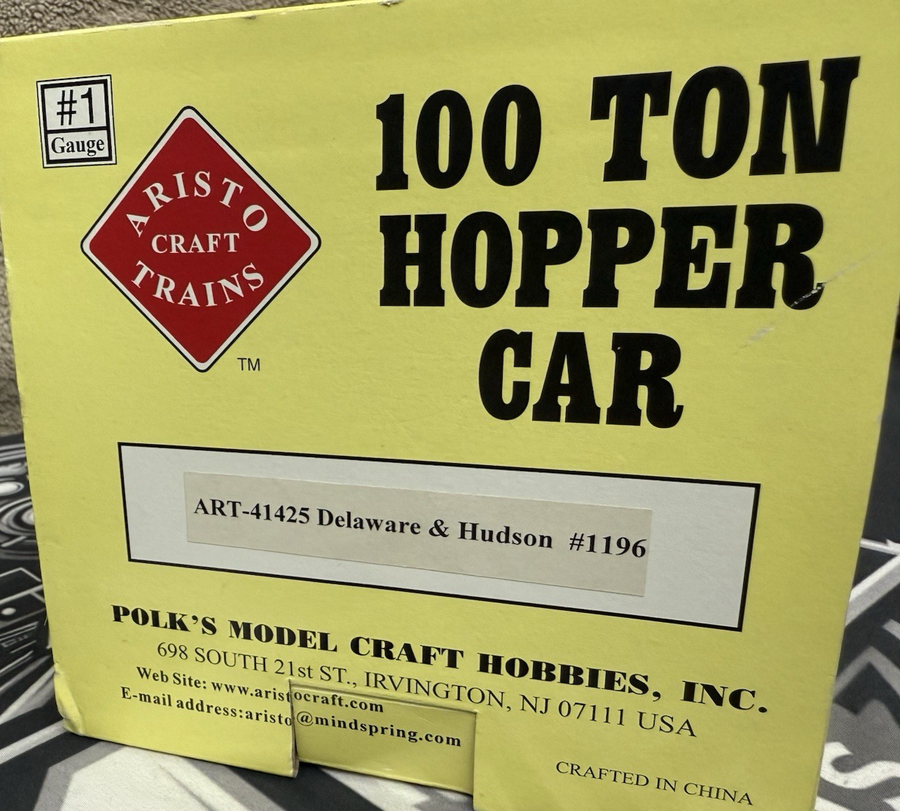 #1
Gauge
ARISTO
CRAFT
TRAINS
TM
100 TON
HOPPER
CAR
ART-41425 Delaware & Hudson #1196
POLK'S MODEL CRAFT HOBBIES, INC.
698 SOUTH 21st ST., IRVINGTON, NJ 07111 USA
Web Site: www.aristocraft.com
E-mail address:aristo@mindspring.com
CRAFTED IN CHINA